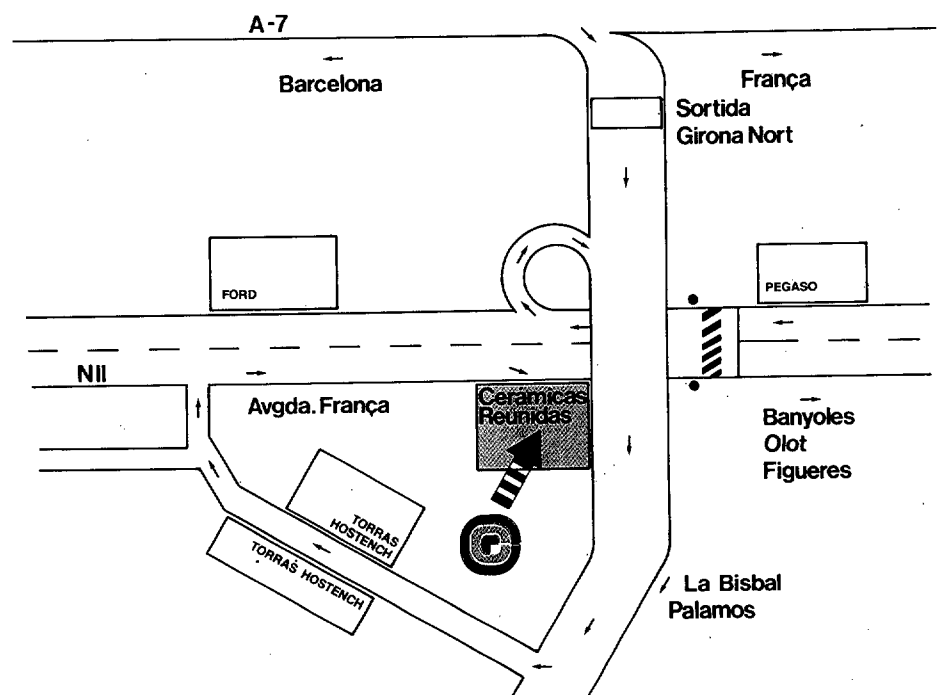 A-7
Barcelona
França
Sortida
Girona Nort
FORD
PEGASO
NII
Avgda. França
Cerámicas
Reunidas
Banyoles
Olot
Figueres
TORRAS
HOSTENCH
TORRAS HOSTENCH
La Bisbal
Palamos